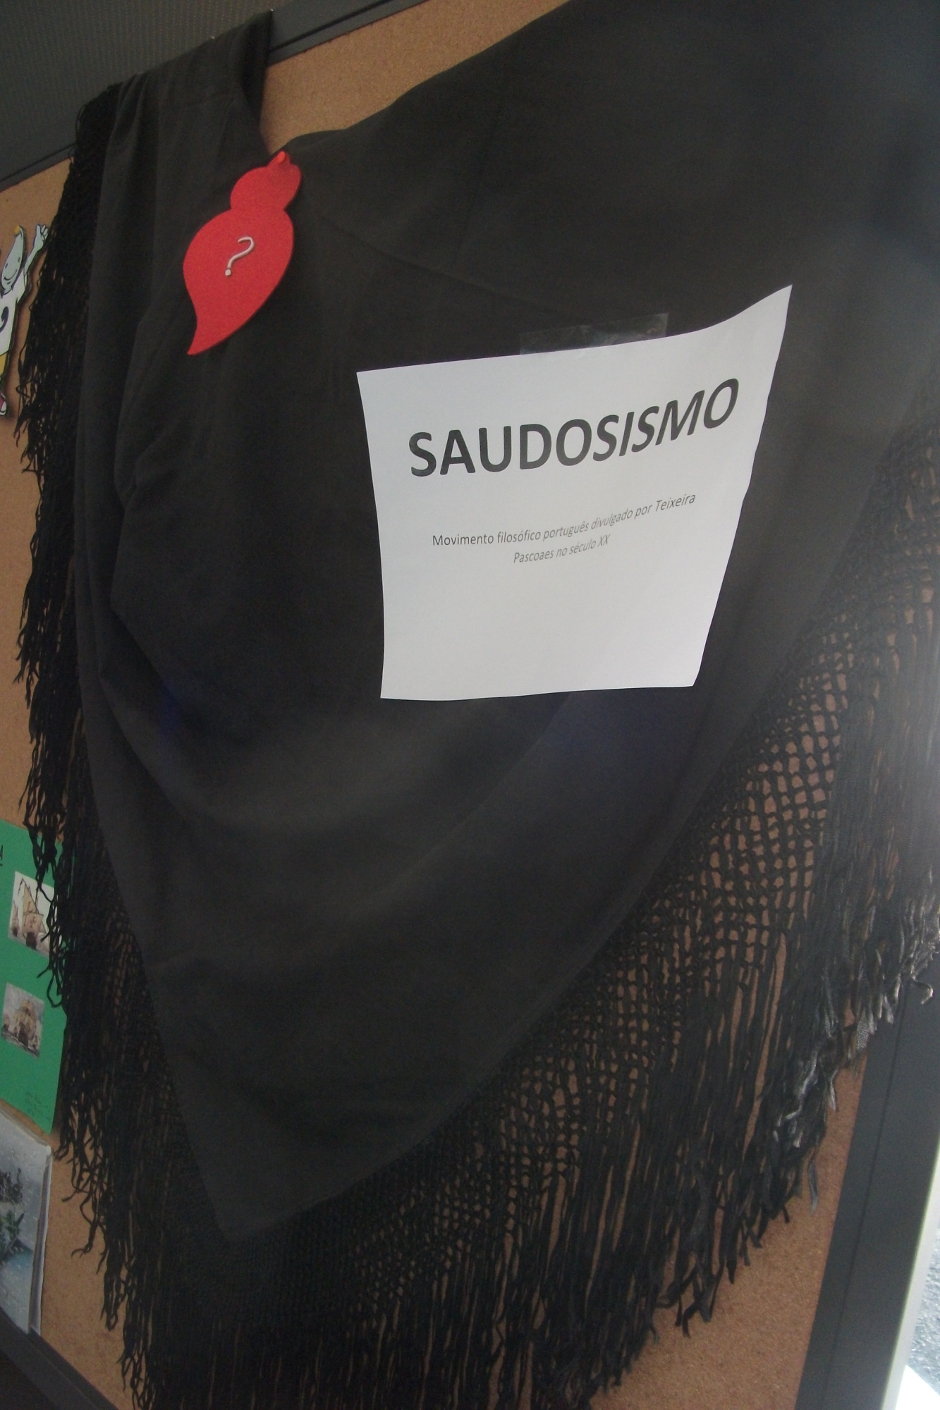 ?
SAUDOSISMO
Movimento filosófico português divulgado por Teixeira
Pascoaes no século XX